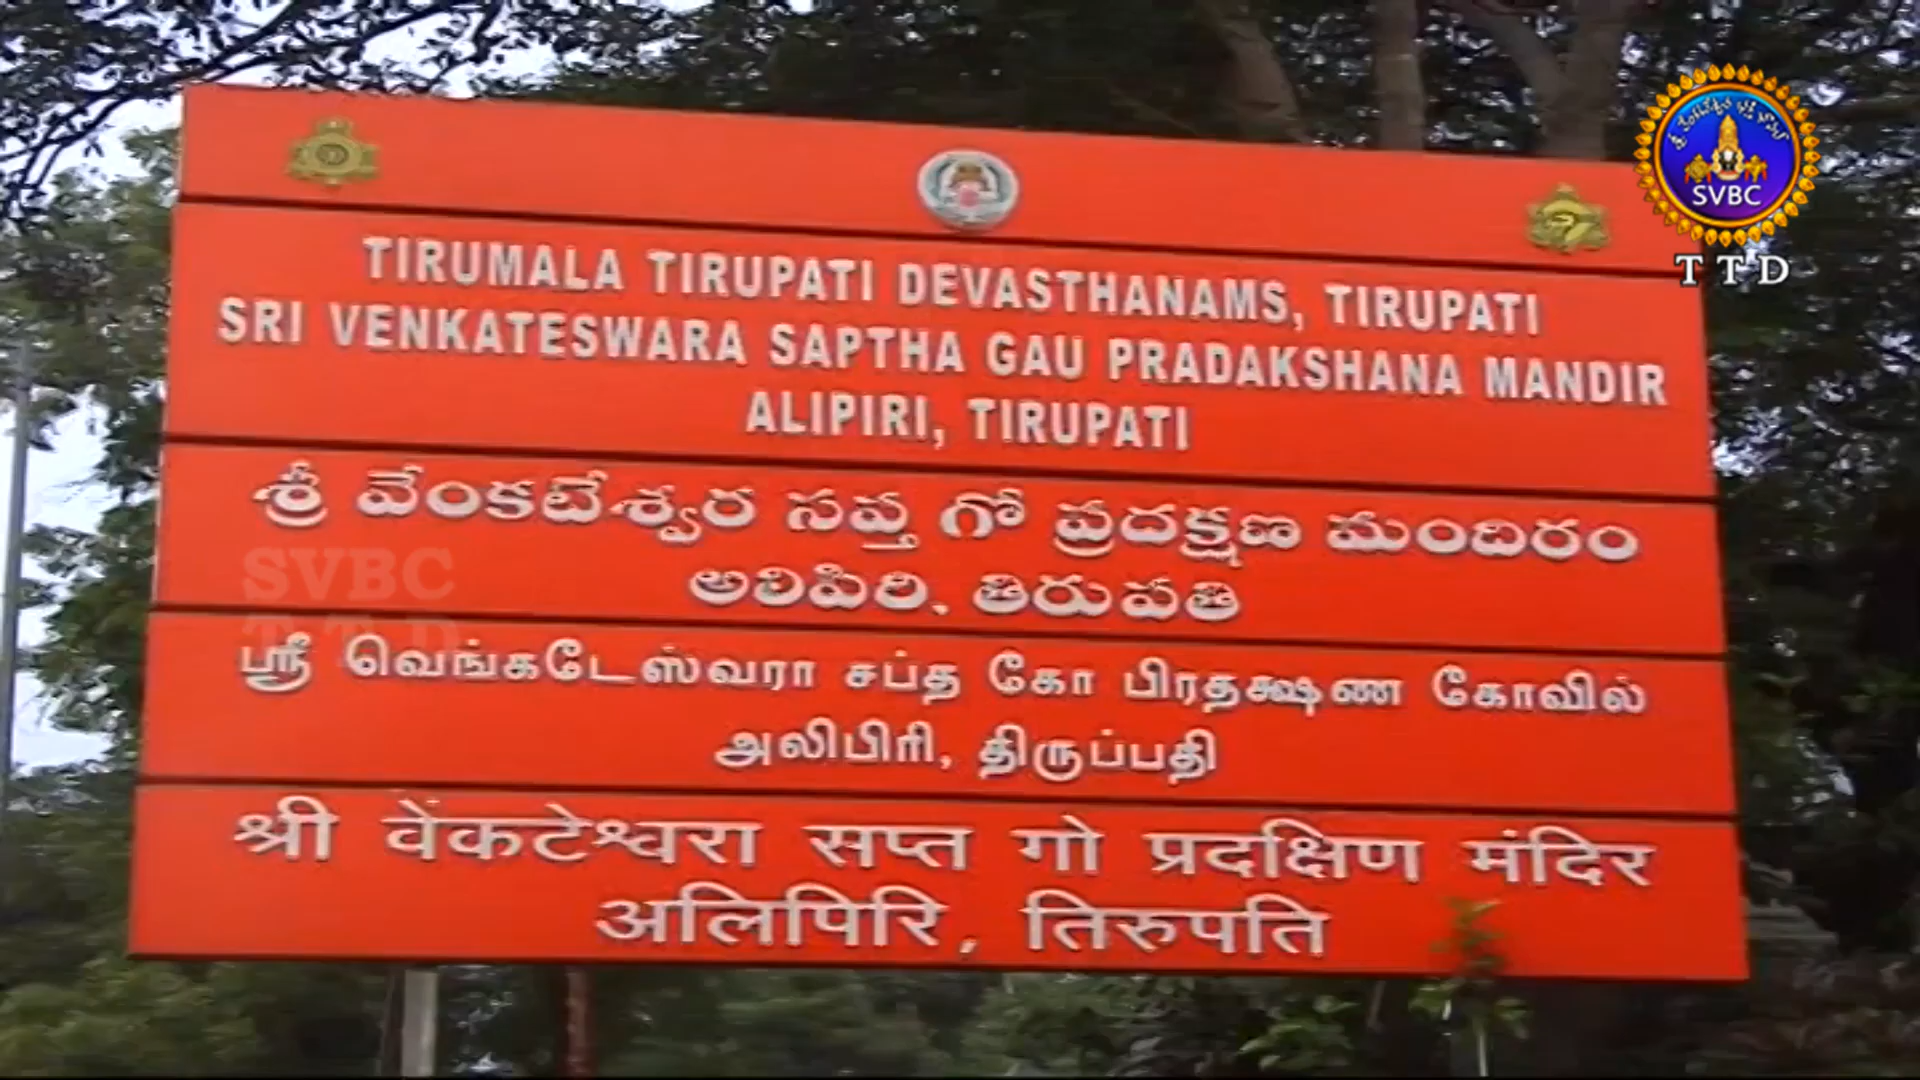 TIRUMALA TIRUPATI DEVASTHANAMS, TIRUPATI
SRI VENKATESWARA SAPTHA GAU PRADAKSHANA MANDIR
ALIPIRI, TIRUPATI
శ్రీ వేంకటేశ్వర సప్త గో ప్రదక్షణ మందిరం
అలిపిరి. తిరుపతి
ஸ்ரீ வெங்கடேஸ்வரா சப்த கோ பிரதக்ஷண கோவில்
அலிபிரி, திருப்பதி
श्री वेंकटेश्वरा सप्त गो प्रदक्षिण मंदिर
अलिपिरि, तिरुपति
SVBC
T T D
SVBC
T T D